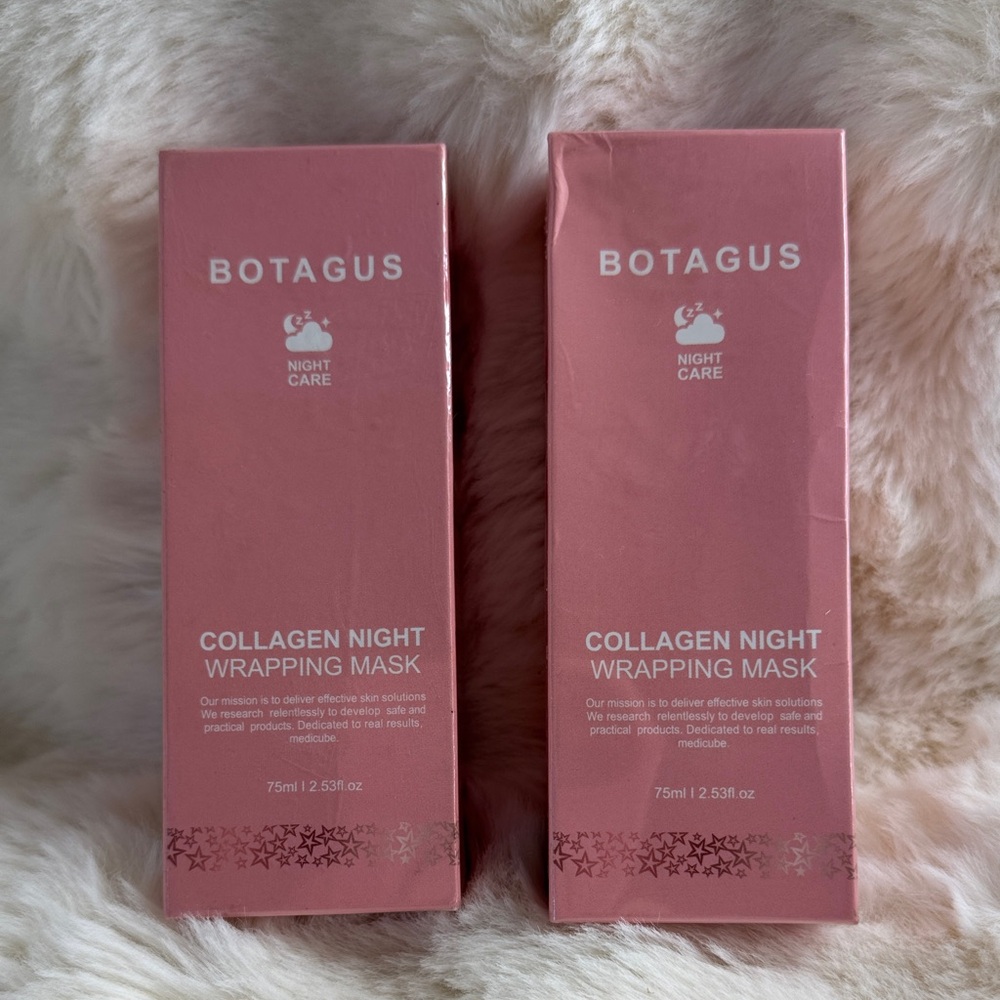 BOTAGUS
NIGHT
CARE
COLLAGEN NIGHT
WRAPPING MASK
Our mission is to deliver effective skin solutions
We research relentlessly to develop safe and
practical products. Dedicated to real results,
medicube.
75ml I 2.53fl.oz
BOTAGUS
NIGHT
CARE
COLLAGEN NIGHT
WRAPPING MASK
Our mission is to deliver effective skin solutions
We research relentlessly to develop safe and
practical products. Dedicated to real results,
medicube.
75ml I 2.53fl.oz